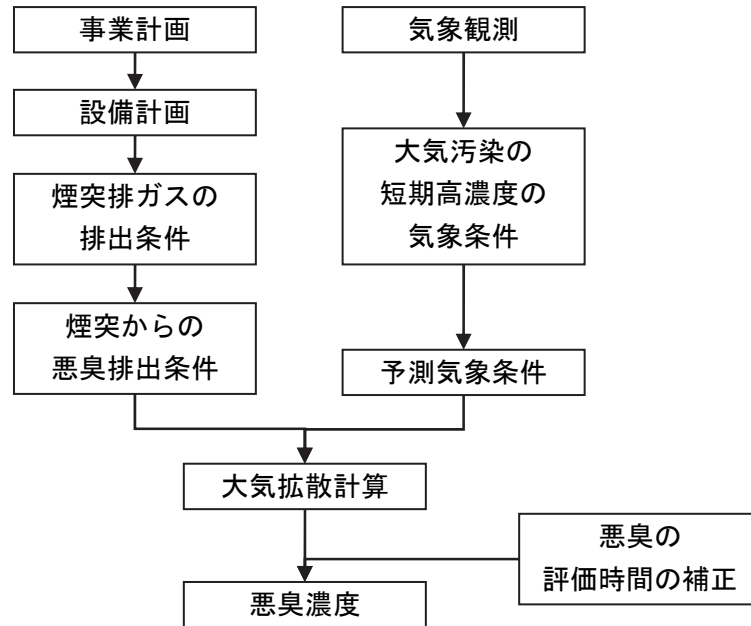 事業計画
設備計画
煙突排ガスの
排出条件
煙突からの
悪臭排出条件
気象観測
大気汚染の
短期高濃度の
気象条件
予測気象条件
大気拡散計算
悪臭の
評価時間の補正
悪臭濃度